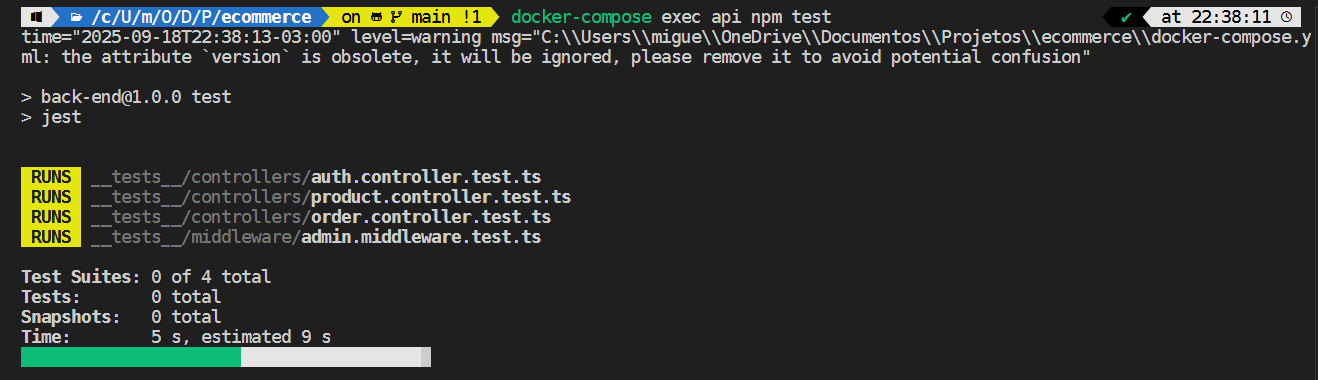 /c/U/m/O/D/P/ecommerce on main !1 docker-compose exec api npm test ✔ at 22:38:11
time="2025-09-18T22:38:13-03:00" level=warning msg="C:\\Users\\migue\\OneDrive\\Documentos\\Projetos\\ecommerce\\docker-compose.y
ml: the attribute `version` is obsolete, it will be ignored, please remove it to avoid potential confusion"
> back-end@1.0.0 test
> jest
RUNS __tests__/controllers/auth.controller.test.ts
RUNS __tests__/controllers/product.controller.test.ts
RUNS __tests__/controllers/order.controller.test.ts
RUNS __tests__/middleware/admin.middleware.test.ts
Test Suites: 0 of 4 total
Tests: 0 total
Snapshots: 0 total
Time: 5 s, estimated 9 s